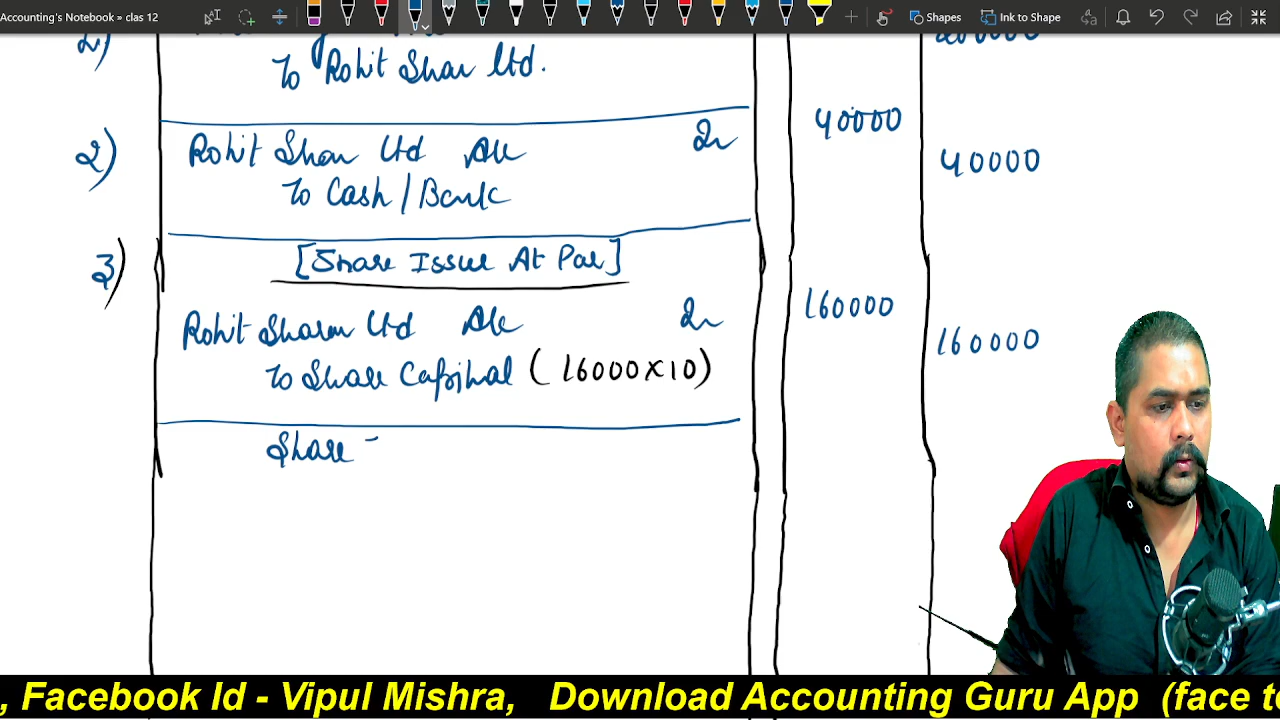 Accounting's Notebook » clas 12
Shapes
Ink to Shape
2)
To Rohit Shar Ltd.
2) Rohit Shar Ltd A/c Dr 40000
To Cash/Bank 40000
3) [Share Issue At Par]
Rohit Sharm Ltd A/c Dr 160000
To Share Capital (16000×10) 160000
Share -
, Facebook Id - Vipul Mishra, Download Accounting Guru App (face to